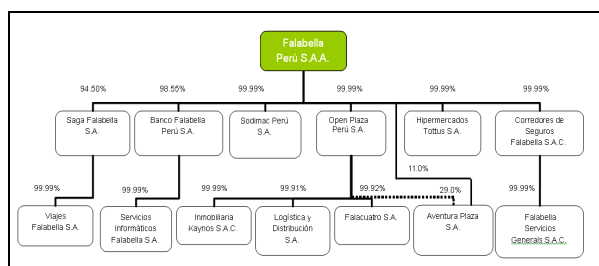 Falabella
Perú S.A.A.
94.50%
98.55%
99.99%
99.99%
99.99%
99.99%
Saga Falabella
S.A.
Banco Falabella
Perú S.A.
Sodimac Perú
S.A.
Open Plaza
Perú S.A.
Hipermercados
Tottus S.A.
Corredores de
Seguros
Falabella S.A.C.
11.0%
99.99%
99.99%
99.99%
99.91%
99.92%
29.0%
99.99%
Viajes
Falabella S.A.
Servicios
Informáticos
Falabella S.A.
Inmobiliaria
Kaynos S.A.C.
Logística y
Distribución
S.A.
Falacuatro S.A.
Aventura Plaza
S.A.
Falabella
Servicios
Generals S.A.C.